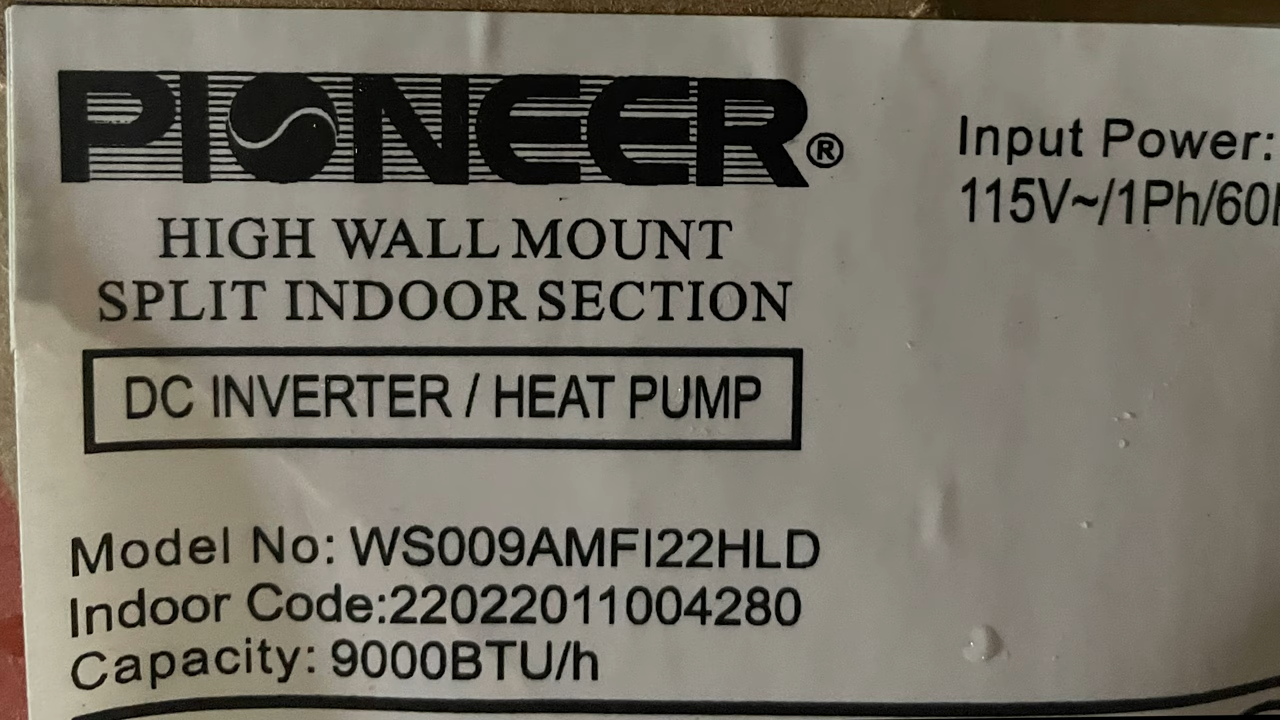 PIONEER®
HIGH WALL MOUNT
SPLIT INDOOR SECTION
DC INVERTER / HEAT PUMP
Model No: WS009AMFI22HLD
Indoor Code:22022011004280
Capacity: 9000BTU/h
Input Power:
115V~/1Ph/60